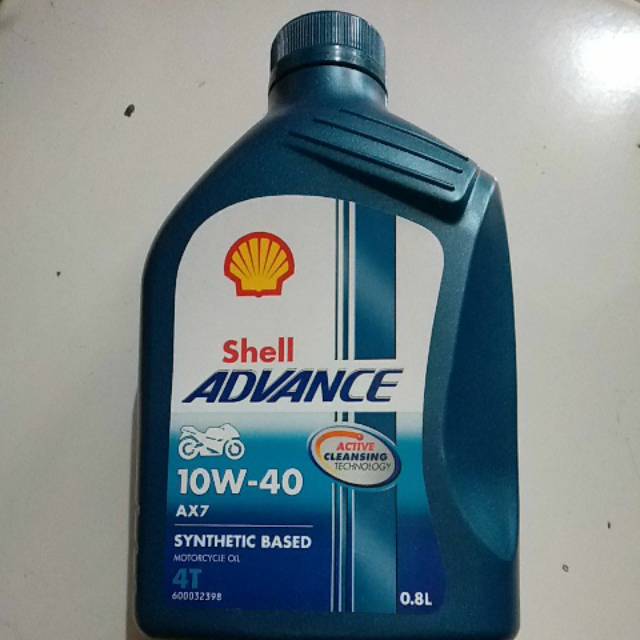 Shell
ADVANCE
ACTIVE
CLEANSING
TECHNOLOGY
10W-40
AX7
SYNTHETIC BASED
MOTORCYCLE OIL
4T
600032398
0.8L